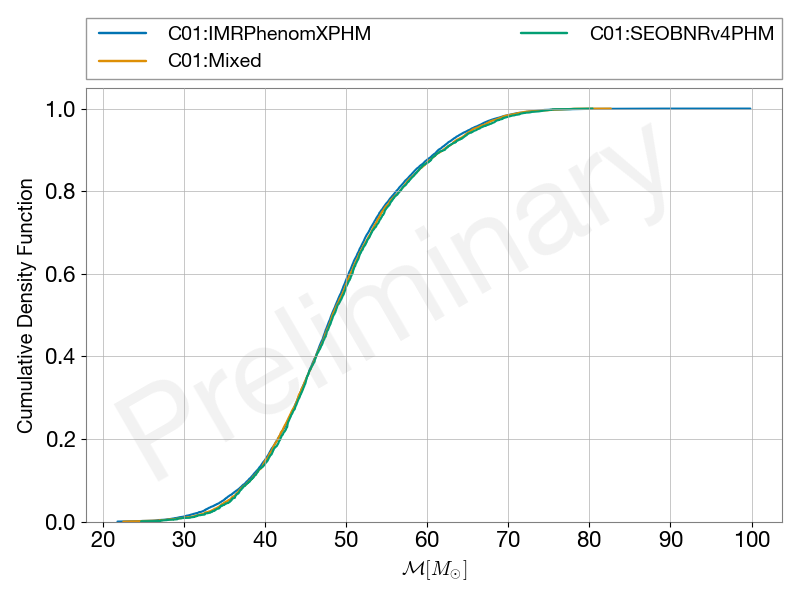 C01:IMRPhenomXPHM C01:SEOBNRv4PHM
C01:Mixed
1.0
0.8
0.6
0.4
0.2
0.0
Cumulative Density Function
Preliminary
20 30 40 50 60 70 80 90 100
ℳ[M☉]